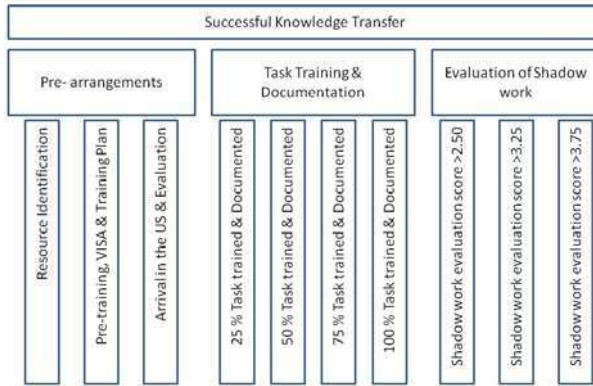 Successful Knowledge Transfer
Pre- arrangements
Task Training &
Documentation
Evaluation of Shadow
work
Resource Identification
Pre-training, VISA & Training Plan
Arrival in the US & Evaluation
25 % Task trained & Documented
50 % Task trained & Documented
75 % Task trained & Documented
100 % Task trained & Documented
Shadow work evaluation score >2.50
Shadow work evaluation score >3.25
Shadow work evaluation score >3.75